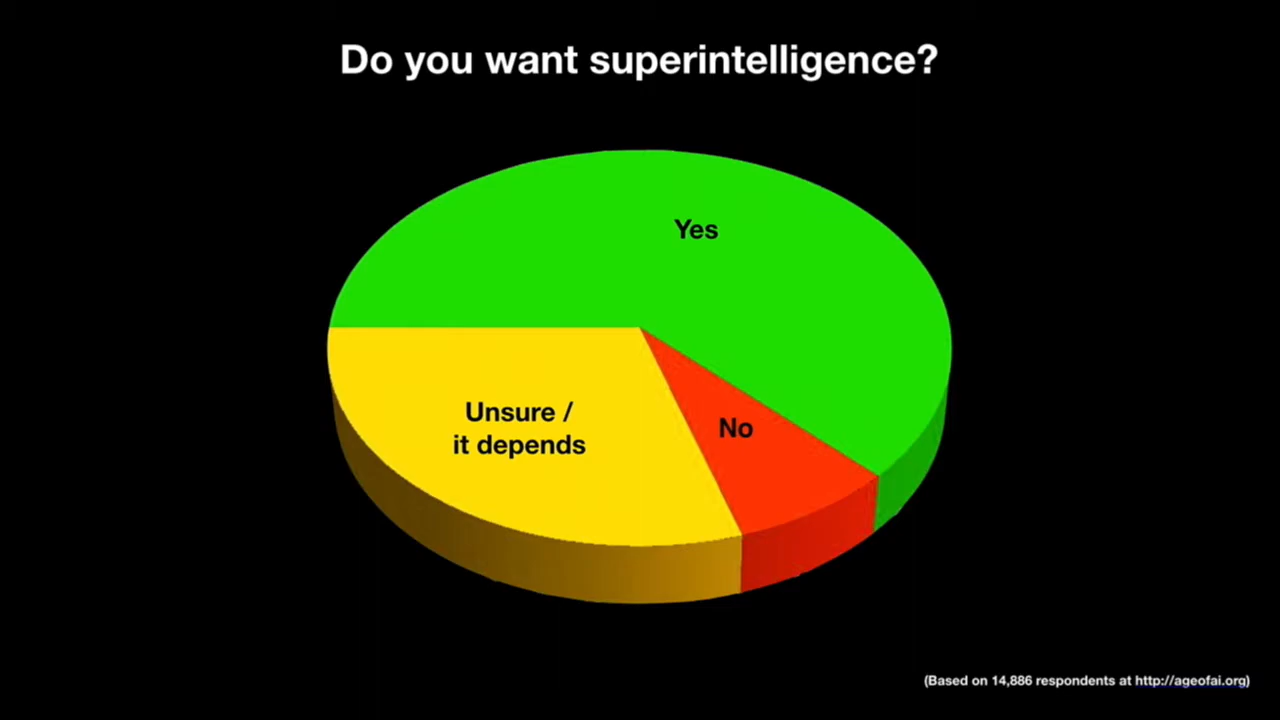 Do you want superintelligence?
Yes
Unsure /
it depends
No
(Based on 14,886 respondents at http://ageofai.org)